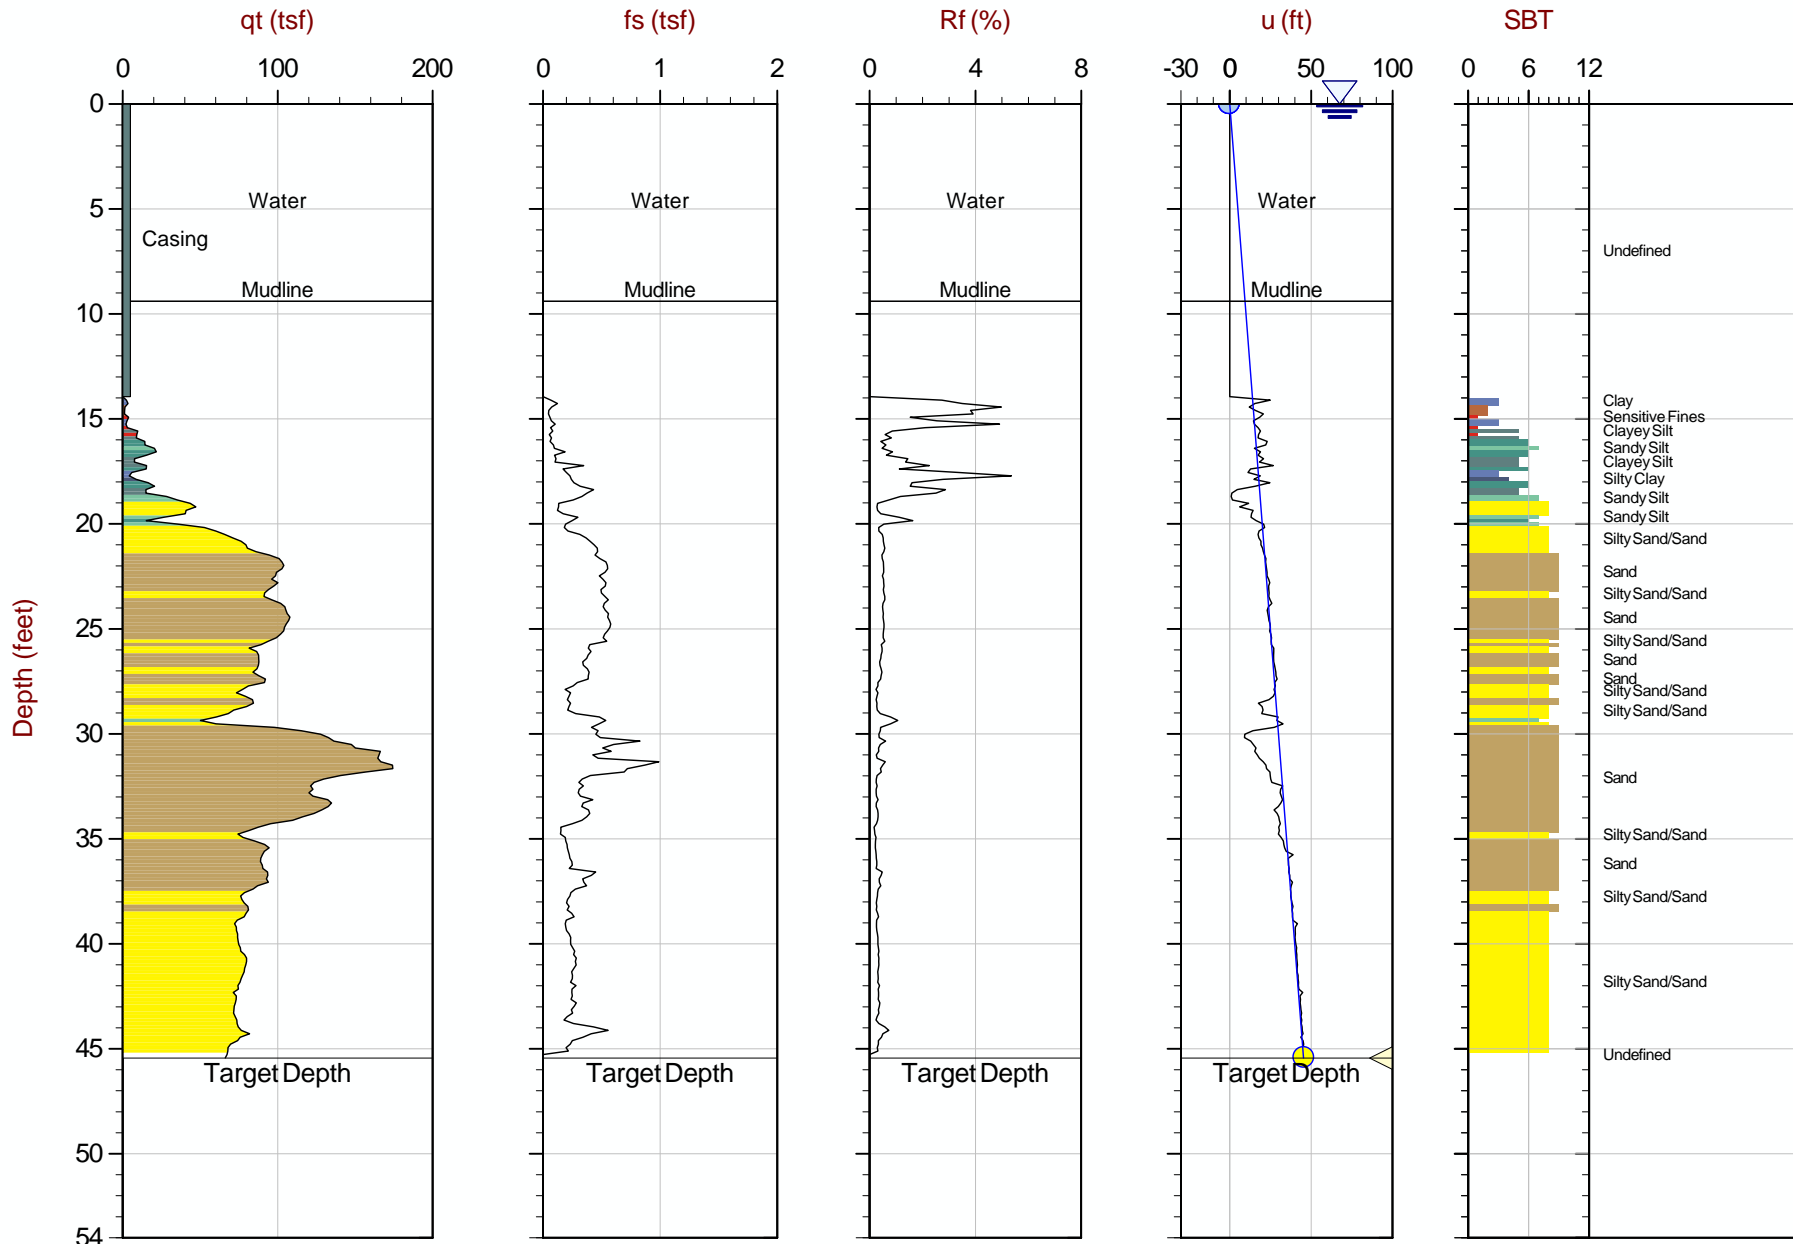 qt (tsf) fs (tsf) Rf (%) u (ft) SBT
0 100 200 0 1 2 0 4 8 -30 0 50 100 0 6 12
0
5
10
15
20
25
30
35
40
45
50
54
Depth (feet)
Water Water Water Water
Casing
Mudline Mudline Mudline Mudline
Target Depth Target Depth Target Depth Target Depth
Undefined
Clay
Sensitive Fines
Clayey Silt
Sandy Silt
Clayey Silt
Silty Clay
Sandy Silt
Sandy Silt
Silty Sand/Sand
Sand
Silty Sand/Sand
Sand
Silty Sand/Sand
Sand
Sand
Silty Sand/Sand
Silty Sand/Sand
Sand
Silty Sand/Sand
Sand
Silty Sand/Sand
Silty Sand/Sand
Undefined